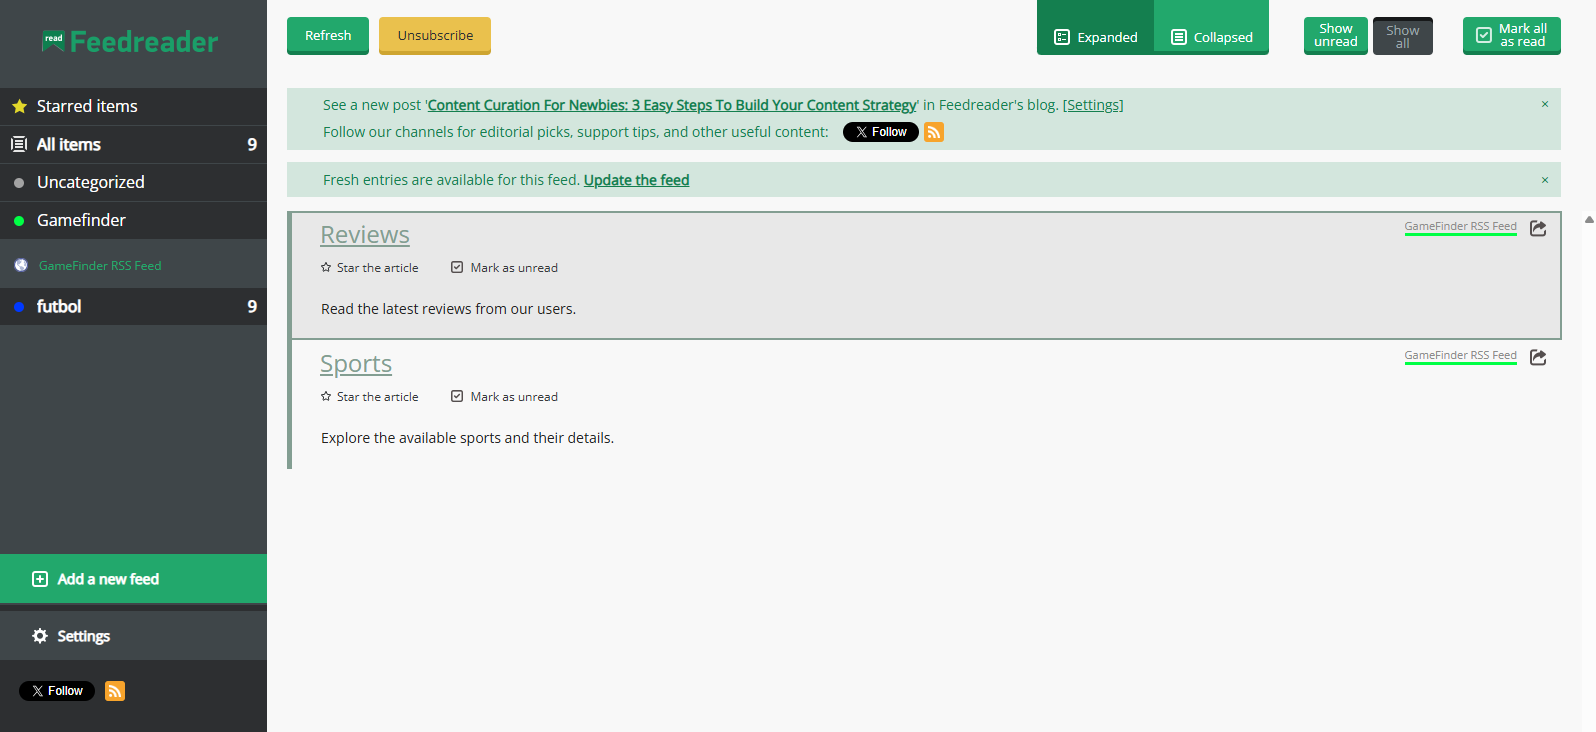 read Feedreader
Starred items
All items 9
Uncategorized
Gamefinder
GameFinder RSS Feed
futbol 9
Add a new feed
Settings
X Follow
Refresh
Unsubscribe
Expanded
Collapsed
Show
unread
Show
all
Mark all
as read
See a new post 'Content Curation For Newbies: 3 Easy Steps To Build Your Content Strategy' in Feedreader's blog. [Settings] ×
Follow our channels for editorial picks, support tips, and other useful content: X Follow
Fresh entries are available for this feed. Update the feed ×
Reviews GameFinder RSS Feed
Star the article Mark as unread
Read the latest reviews from our users.
Sports GameFinder RSS Feed
Star the article Mark as unread
Explore the available sports and their details.